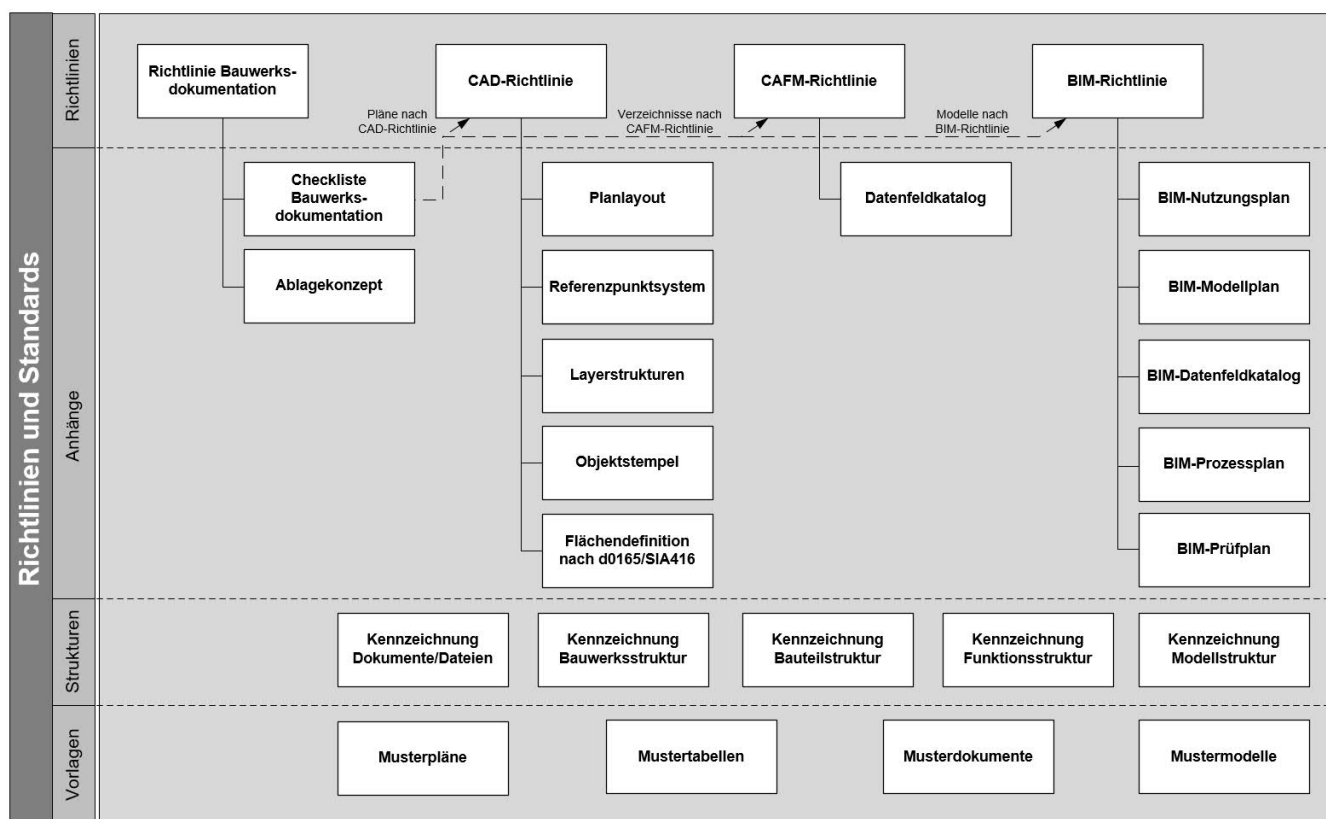 Richtlinien und Standards
Richtlinien
Richtlinie Bauwerks-
dokumentation
CAD-Richtlinie
CAFM-Richtlinie
BIM-Richtlinie
Pläne nach
CAD-Richtlinie
Verzeichnisse nach
CAFM-Richtlinie
Modelle nach
BIM-Richtlinie
Anhänge
Checkliste
Bauwerks-
dokumentation
Ablagekonzept
Planlayout
Referenzpunktsystem
Layerstrukturen
Objektstempel
Flächendefinition
nach d0165/SIA416
Datenfeldkatalog
BIM-Nutzungsplan
BIM-Modellplan
BIM-Datenfeldkatalog
BIM-Prozessplan
BIM-Prüfplan
Strukturen
Kennzeichnung
Dokumente/Dateien
Kennzeichnung
Bauwerksstruktur
Kennzeichnung
Bauteilstruktur
Kennzeichnung
Funktionsstruktur
Kennzeichnung
Modellstruktur
Vorlagen
Musterpläne
Mustertabellen
Musterdokumente
Mustermodelle